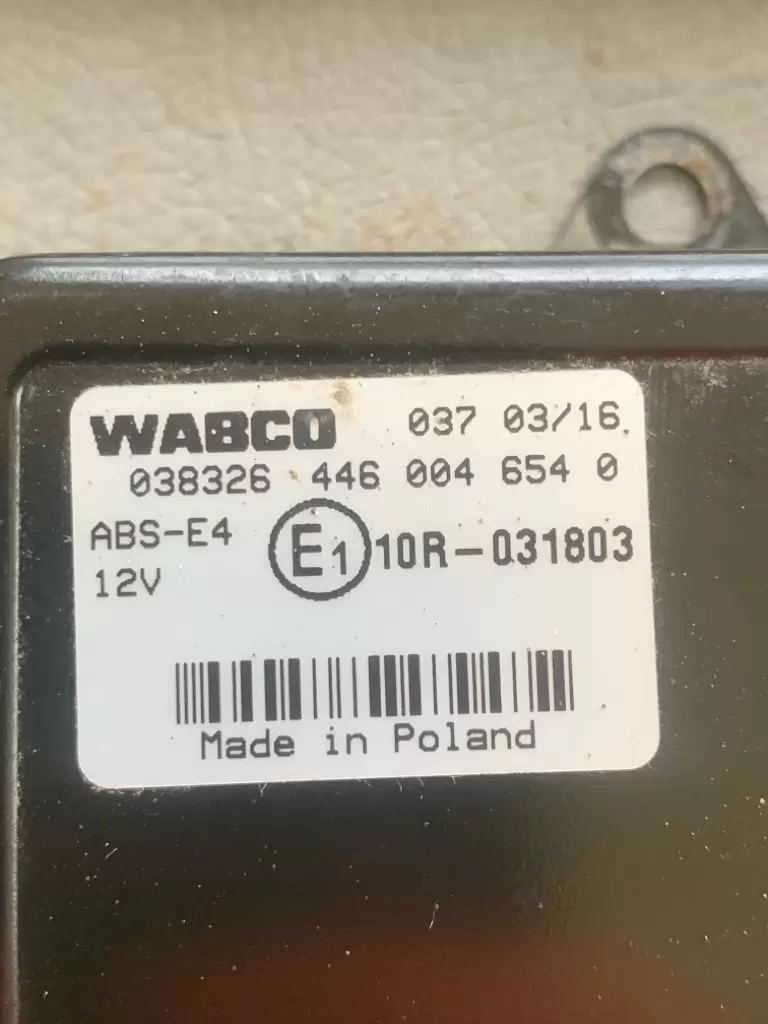 WABCO 037 03/16.
038326 446 004 654 0
ABS-E4 E1 10R-031803
12V
Made in Poland